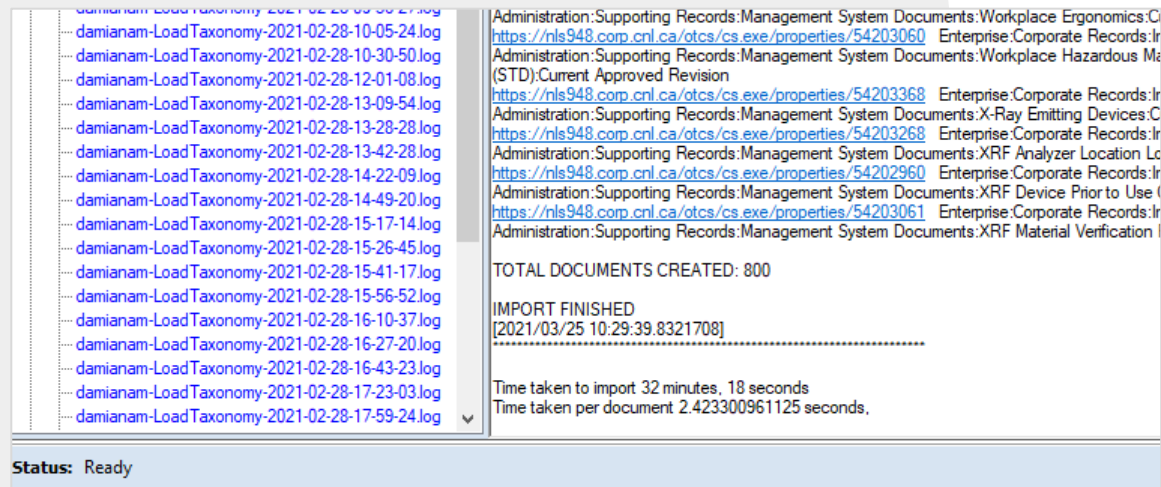 damianam-LoadTaxonomy-2021-02-28-10-05-24.log
damianam-LoadTaxonomy-2021-02-28-10-30-50.log
damianam-LoadTaxonomy-2021-02-28-12-01-08.log
damianam-LoadTaxonomy-2021-02-28-13-09-54.log
damianam-LoadTaxonomy-2021-02-28-13-28-28.log
damianam-LoadTaxonomy-2021-02-28-13-42-28.log
damianam-LoadTaxonomy-2021-02-28-14-22-09.log
damianam-LoadTaxonomy-2021-02-28-14-49-20.log
damianam-LoadTaxonomy-2021-02-28-15-17-14.log
damianam-LoadTaxonomy-2021-02-28-15-26-45.log
damianam-LoadTaxonomy-2021-02-28-15-41-17.log
damianam-LoadTaxonomy-2021-02-28-15-56-52.log
damianam-LoadTaxonomy-2021-02-28-16-10-37.log
damianam-LoadTaxonomy-2021-02-28-16-27-20.log
damianam-LoadTaxonomy-2021-02-28-16-43-23.log
damianam-LoadTaxonomy-2021-02-28-17-23-03.log
damianam-LoadTaxonomy-2021-02-28-17-59-24.log
Administration:Supporting Records:Management System Documents:Workplace Ergonomics:
https://nls948.corp.cnl.ca/otcs/cs.exe/properties/54203060 Enterprise:Corporate Records:
Administration:Supporting Records:Management System Documents:Workplace Hazardous
(STD):Current Approved Revision
https://nls948.corp.cnl.ca/otcs/cs.exe/properties/54203368 Enterprise:Corporate Records:
Administration:Supporting Records:Management System Documents:X-Ray Emitting Devices:
https://nls948.corp.cnl.ca/otcs/cs.exe/properties/54203268 Enterprise:Corporate Records:
Administration:Supporting Records:Management System Documents:XRF Analyzer Location
https://nls948.corp.cnl.ca/otcs/cs.exe/properties/54202960 Enterprise:Corporate Records:
Administration:Supporting Records:Management System Documents:XRF Device Prior to Use
https://nls948.corp.cnl.ca/otcs/cs.exe/properties/54203061 Enterprise:Corporate Records:
Administration:Supporting Records:Management System Documents:XRF Material Verification
TOTAL DOCUMENTS CREATED: 800
IMPORT FINISHED
[2021/03/25 10:29:39.8321708]
Time taken to import 32 minutes, 18 seconds
Time taken per document 2.423300961125 seconds,
Status: Ready